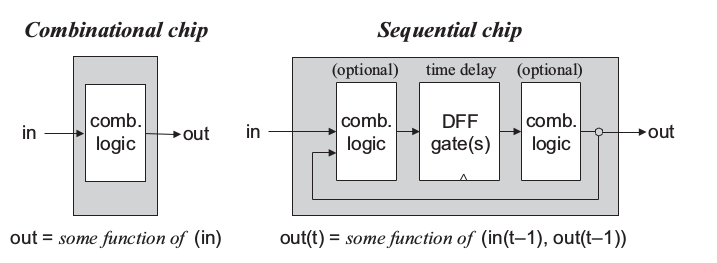 Combinational chip
Sequential chip
(optional) time delay (optional)
in
comb.
logic
out
in
comb.
logic
DFF
gate(s)
comb.
logic
out
out = some function of (in)
out(t) = some function of (in(t–1), out(t–1))